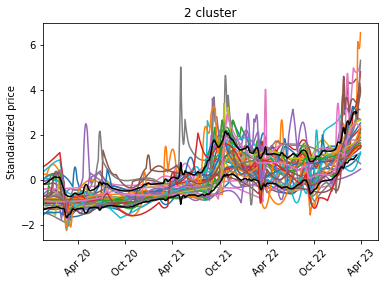 2 cluster
Standardized price
6
4
2
0
−2
Apr 20
Oct 20
Apr 21
Oct 21
Apr 22
Oct 22
Apr 23